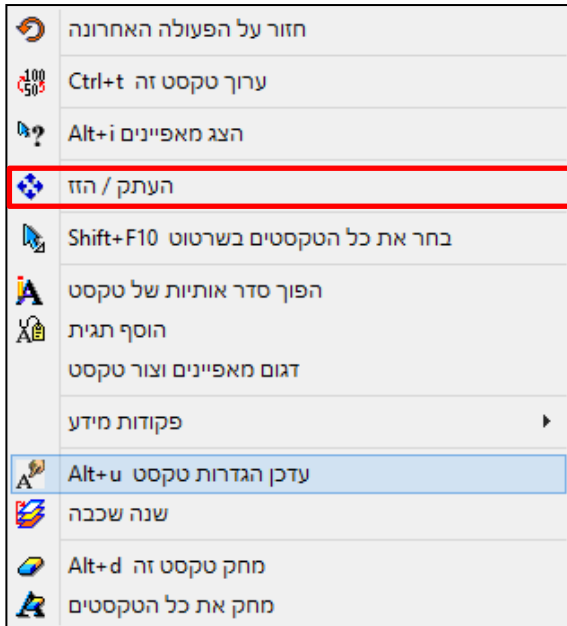 חזור על הפעולה האחרונה
ערוך טקסט זה Ctrl+t
הצג מאפיינים Alt+i
העתק / הזז
בחר את כל הטקסטים בשרטוט Shift+F10
הפוך סדר אותיות של טקסט
הוסף תגית
דגום מאפיינים וצור טקסט
פקודות מידע
עדכן הגדרות טקסט Alt+u
שנה שכבה
מחק טקסט זה Alt+d
מחק את כל הטקסטים